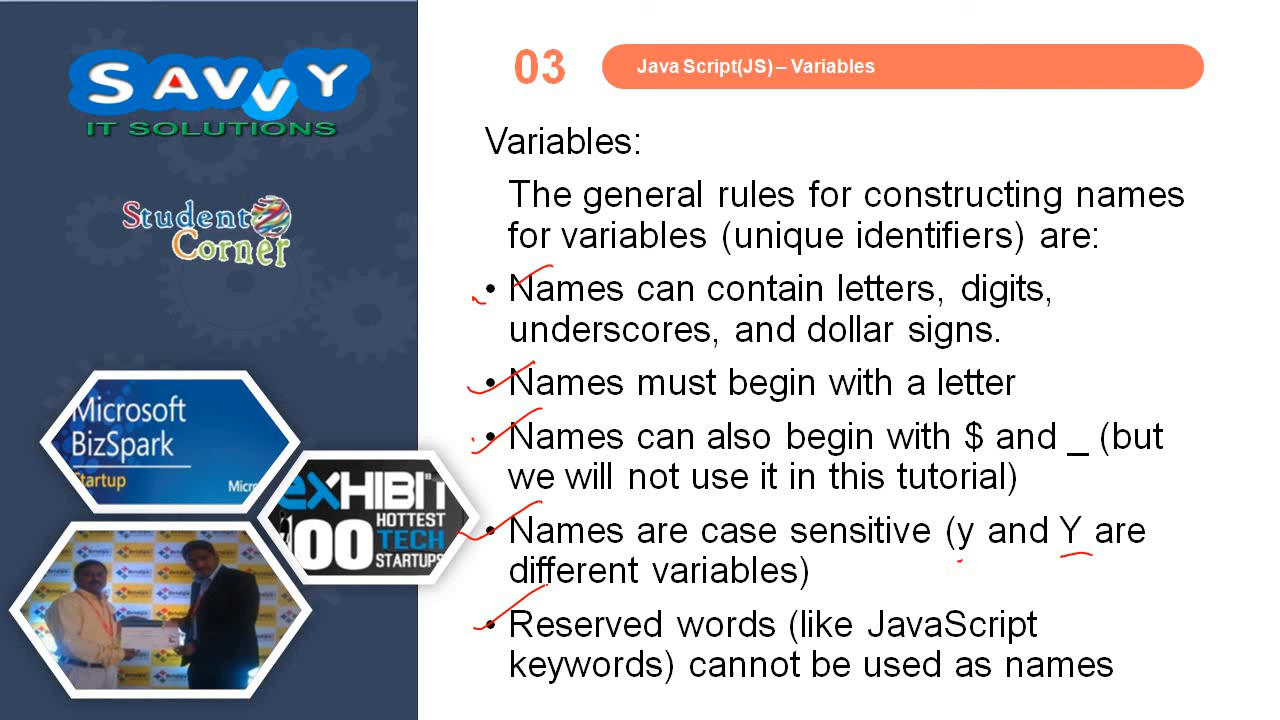 SAVVY
IT SOLUTIONS
Student
Corner
Microsoft
BizSpark
Startup
Micro
eXHIBIT
100
HOTTEST
TECH
STARTUPS
03
Java Script(JS) – Variables
Variables:
The general rules for constructing names
for variables (unique identifiers) are:
• Names can contain letters, digits,
underscores, and dollar signs.
• Names must begin with a letter
• Names can also begin with $ and _ (but
we will not use it in this tutorial)
• Names are case sensitive (y and Y are
different variables)
• Reserved words (like JavaScript
keywords) cannot be used as names